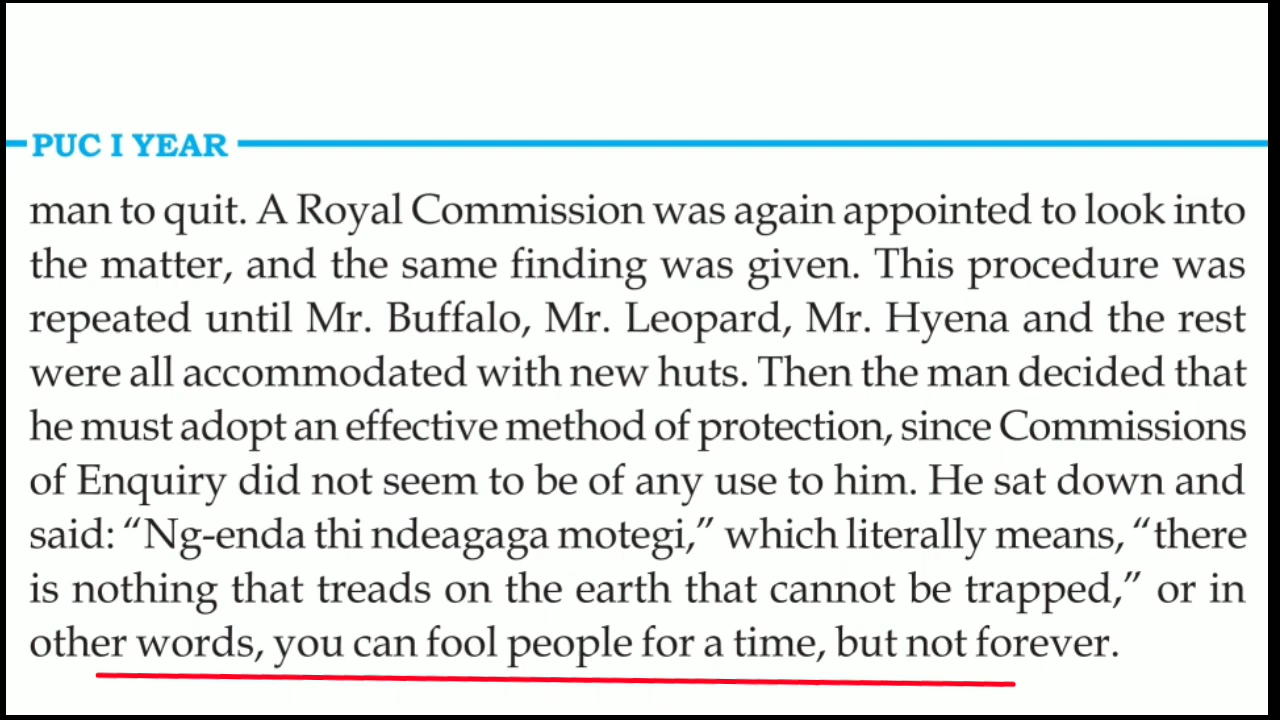 PUC I YEAR
man to quit. A Royal Commission was again appointed to look into
the matter, and the same finding was given. This procedure was
repeated until Mr. Buffalo, Mr. Leopard, Mr. Hyena and the rest
were all accommodated with new huts. Then the man decided that
he must adopt an effective method of protection, since Commissions
of Enquiry did not seem to be of any use to him. He sat down and
said: “Ng-enda thi ndeagaga motegi,” which literally means, “there
is nothing that treads on the earth that cannot be trapped,” or in
other words, you can fool people for a time, but not forever.